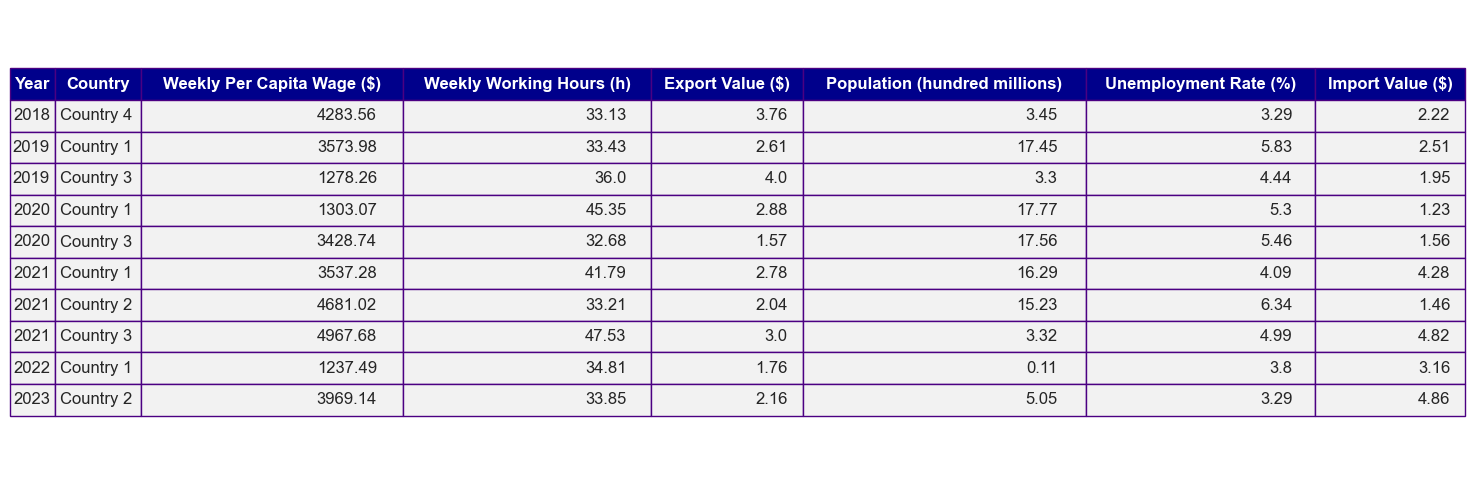 Year Country Weekly Per Capita Wage ($) Weekly Working Hours (h) Export Value ($) Population (hundred millions) Unemployment Rate (%) Import Value ($)
2018 Country 4 4283.56 33.13 3.76 3.45 3.29 2.22
2019 Country 1 3573.98 33.43 2.61 17.45 5.83 2.51
2019 Country 3 1278.26 36.0 4.0 3.3 4.44 1.95
2020 Country 1 1303.07 45.35 2.88 17.77 5.3 1.23
2020 Country 3 3428.74 32.68 1.57 17.56 5.46 1.56
2021 Country 1 3537.28 41.79 2.78 16.29 4.09 4.28
2021 Country 2 4681.02 33.21 2.04 15.23 6.34 1.46
2021 Country 3 4967.68 47.53 3.0 3.32 4.99 4.82
2022 Country 1 1237.49 34.81 1.76 0.11 3.8 3.16
2023 Country 2 3969.14 33.85 2.16 5.05 3.29 4.86